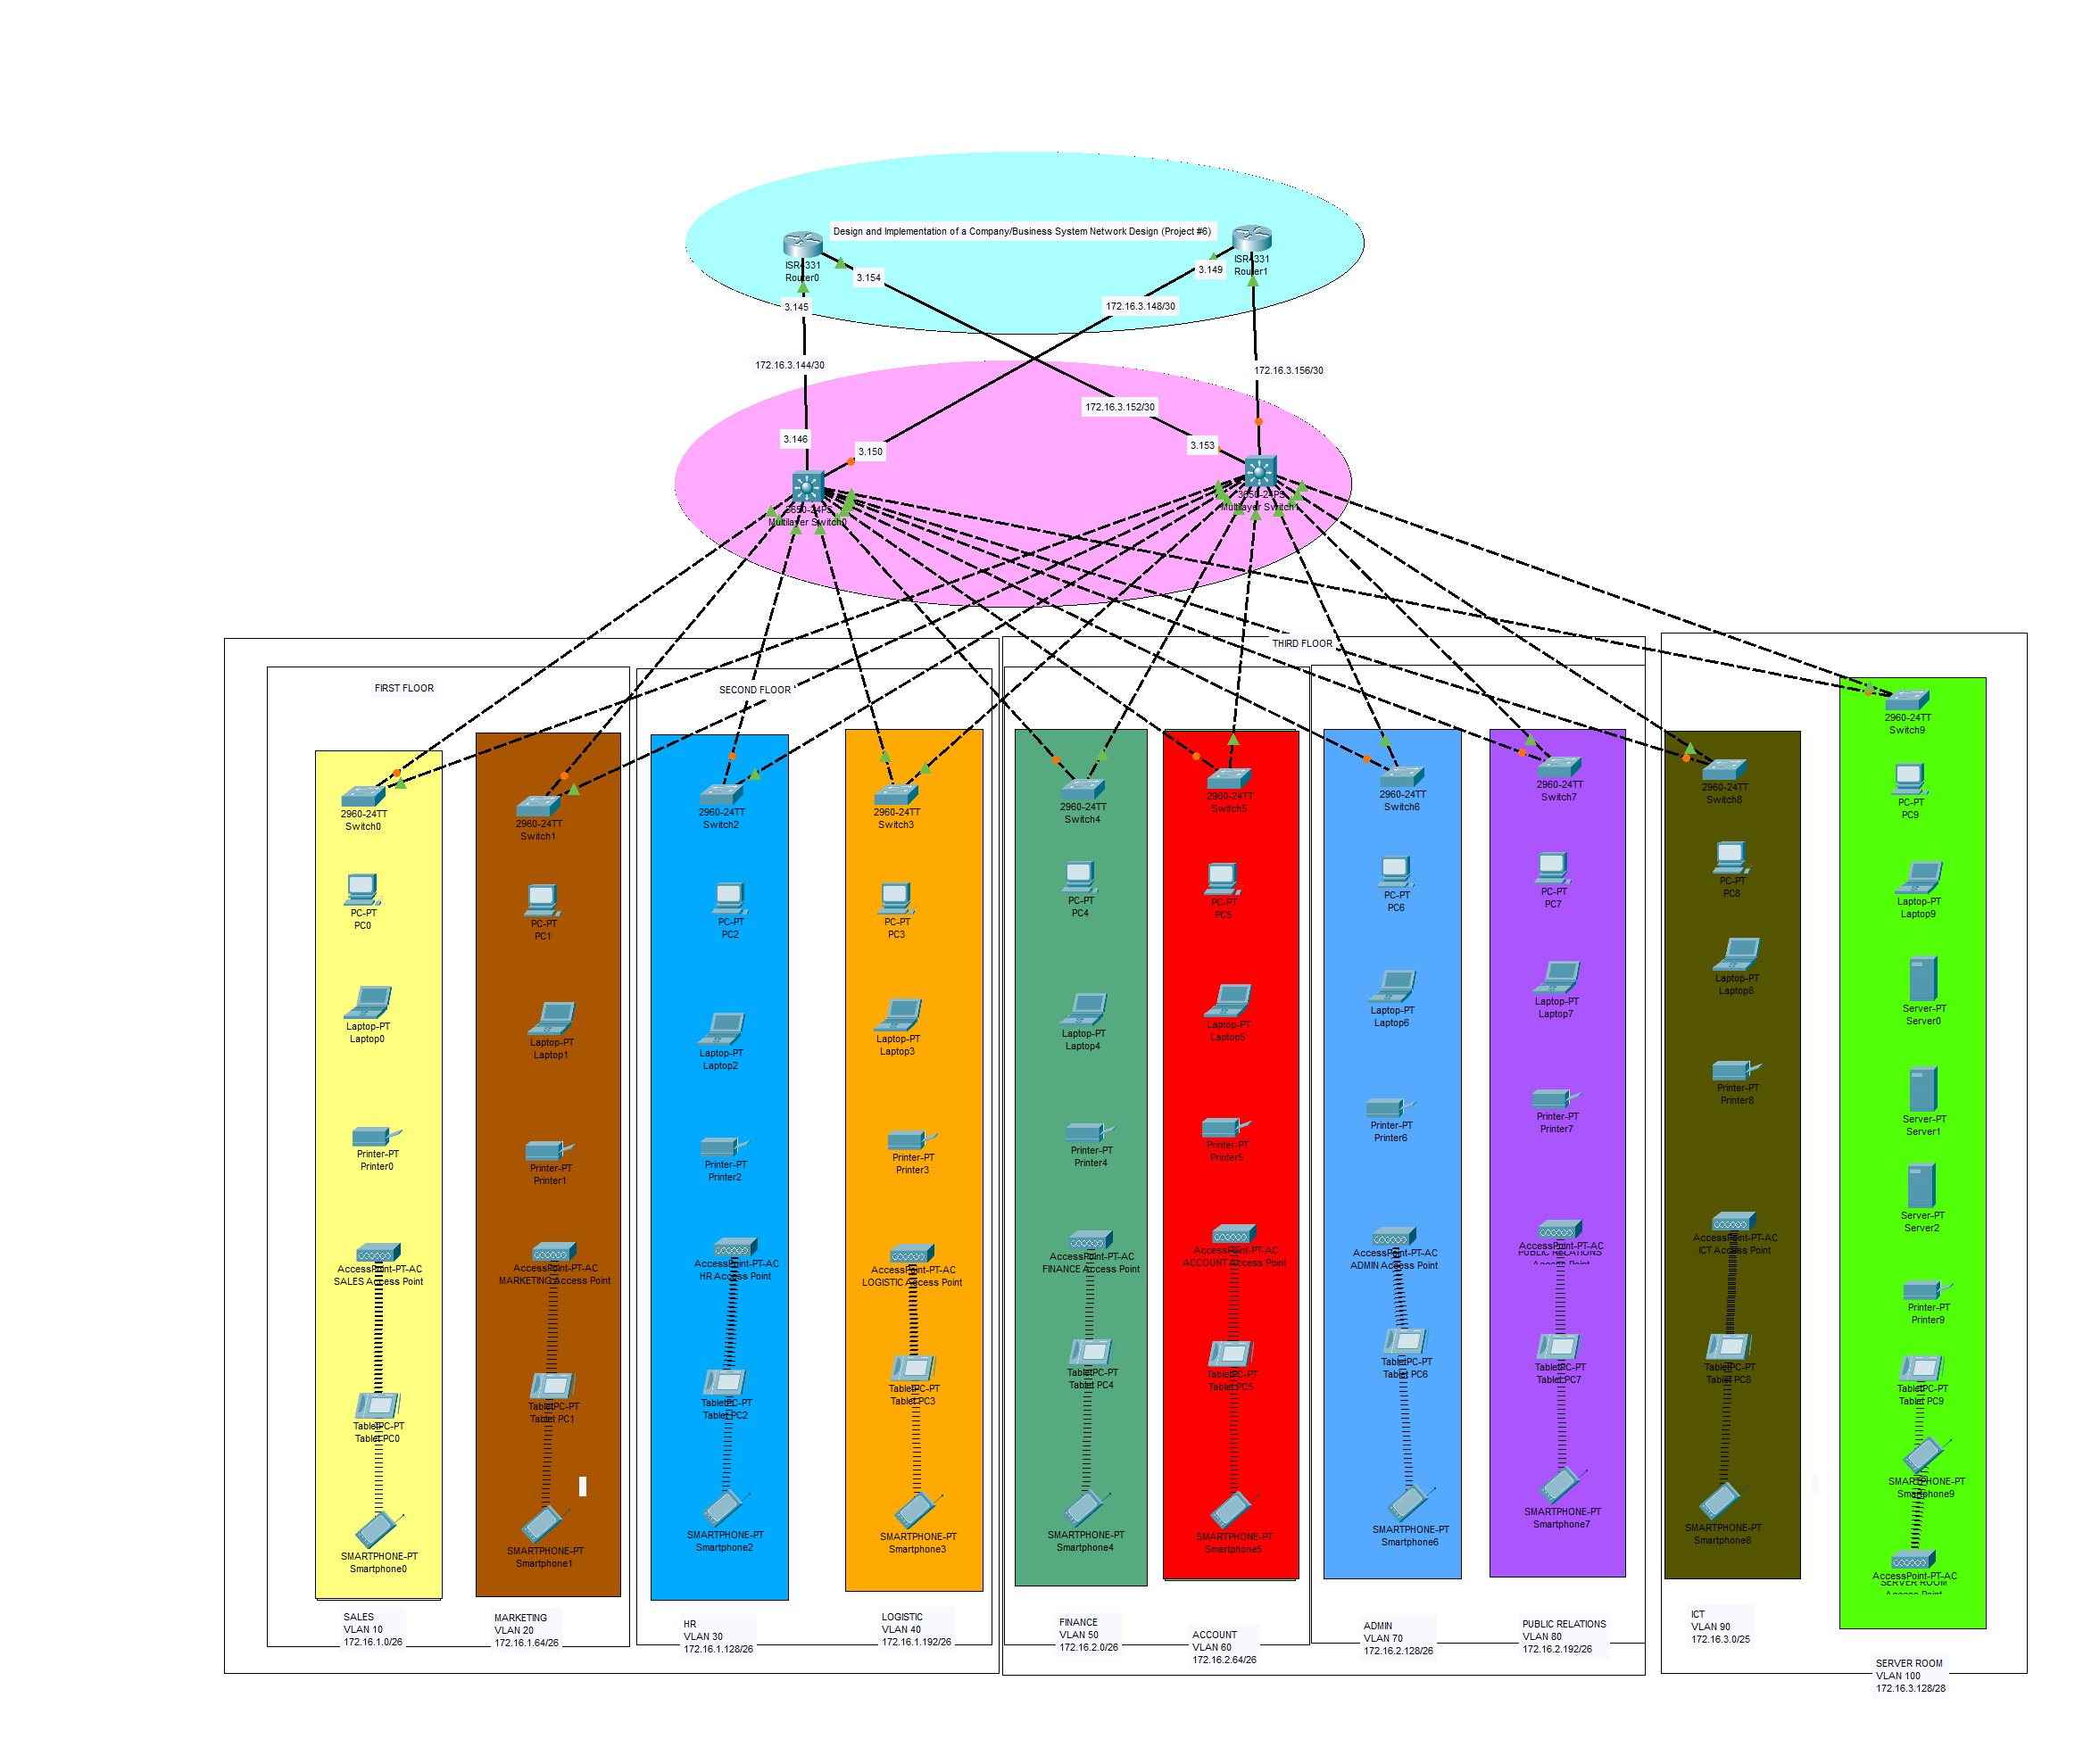 Design and Implementation of a Company/Business System Network Design (Project #6)
ISR4331
Router0
ISR4331
Router1
3.154
3.149
3.145
172.16.3.148/30
172.16.3.144/30
172.16.3.156/30
172.16.3.152/30
3.146
3.150
3.153
3650-24PS
Multilayer Switch0
3650-24PS
Multilayer Switch1
FIRST FLOOR
SECOND FLOOR
THIRD FLOOR
2960-24TT
Switch0
PC-PT
PC0
Laptop-PT
Laptop0
Printer-PT
Printer0
AccessPoint-PT-AC
SALES Access Point
TabletPC-PT
Tablet PC0
SMARTPHONE-PT
Smartphone0
SALES
VLAN 10
172.16.1.0/26
2960-24TT
Switch1
PC-PT
PC1
Laptop-PT
Laptop1
Printer-PT
Printer1
AccessPoint-PT-AC
MARKETING Access Point
TabletPC-PT
Tablet PC1
SMARTPHONE-PT
Smartphone1
MARKETING
VLAN 20
172.16.1.64/26
2960-24TT
Switch2
PC-PT
PC2
Laptop-PT
Laptop2
Printer-PT
Printer2
AccessPoint-PT-AC
HR Access Point
TabletPC-PT
Tablet PC2
SMARTPHONE-PT
Smartphone2
HR
VLAN 30
172.16.1.128/26
2960-24TT
Switch3
PC-PT
PC3
Laptop-PT
Laptop3
Printer-PT
Printer3
AccessPoint-PT-AC
LOGISTIC Access Point
TabletPC-PT
Tablet PC3
SMARTPHONE-PT
Smartphone3
LOGISTIC
VLAN 40
172.16.1.192/26
2960-24TT
Switch4
PC-PT
PC4
Laptop-PT
Laptop4
Printer-PT
Printer4
AccessPoint-PT-AC
FINANCE Access Point
TabletPC-PT
Tablet PC4
SMARTPHONE-PT
Smartphone4
FINANCE
VLAN 50
172.16.2.0/26
2960-24TT
Switch5
PC-PT
PC5
Laptop-PT
Laptop5
Printer-PT
Printer5
AccessPoint-PT-AC
ACCOUNT Access Point
TabletPC-PT
Tablet PC5
SMARTPHONE-PT
Smartphone5
ACCOUNT
VLAN 60
172.16.2.64/26
2960-24TT
Switch6
PC-PT
PC6
Laptop-PT
Laptop6
Printer-PT
Printer6
AccessPoint-PT-AC
ADMIN Access Point
TabletPC-PT
Tablet PC6
SMARTPHONE-PT
Smartphone6
ADMIN
VLAN 70
172.16.2.128/26
2960-24TT
Switch7
PC-PT
PC7
Laptop-PT
Laptop7
Printer-PT
Printer7
AccessPoint-PT-AC
PUBLIC RELATIONS
Access Point
TabletPC-PT
Tablet PC7
SMARTPHONE-PT
Smartphone7
PUBLIC RELATIONS
VLAN 80
172.16.2.192/26
2960-24TT
Switch8
PC-PT
PC8
Laptop-PT
Laptop8
Printer-PT
Printer8
AccessPoint-PT-AC
ICT Access Point
TabletPC-PT
Tablet PC8
SMARTPHONE-PT
Smartphone8
ICT
VLAN 90
172.16.3.0/25
2960-24TT
Switch9
PC-PT
PC9
Laptop-PT
Laptop9
Server-PT
Server0
Server-PT
Server1
Server-PT
Server2
Printer-PT
Printer9
TabletPC-PT
Tablet PC9
SMARTPHONE-PT
Smartphone9
AccessPoint-PT-AC
SERVER ROOM
Access Point
SERVER ROOM
VLAN 100
172.16.3.128/28